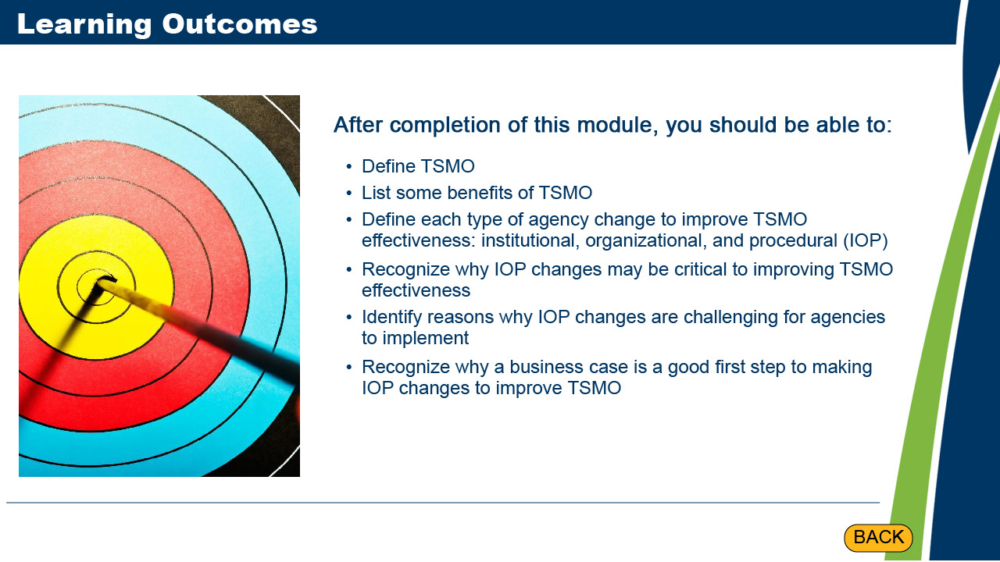 Learning Outcomes
After completion of this module, you should be able to:
• Define TSMO
• List some benefits of TSMO
• Define each type of agency change to improve TSMO
effectiveness: institutional, organizational, and procedural (IOP)
• Recognize why IOP changes may be critical to improving TSMO
effectiveness
• Identify reasons why IOP changes are challenging for agencies
to implement
• Recognize why a business case is a good first step to making
IOP changes to improve TSMO
BACK